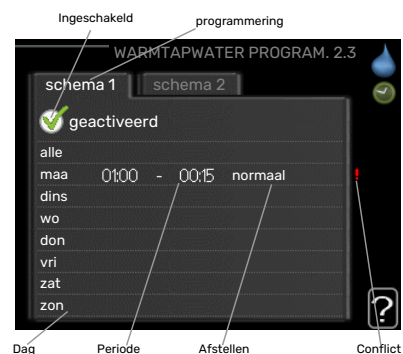 Ingeschakeld
programmering
WARMTAPWATER PROGRAM. 2.3
schema 1
schema 2
geactiveerd
alle
maa 01:00 - 00:15 normaal !
dins
wo
don
vri
zat
zon
?
Dag Periode Afstellen Conflict